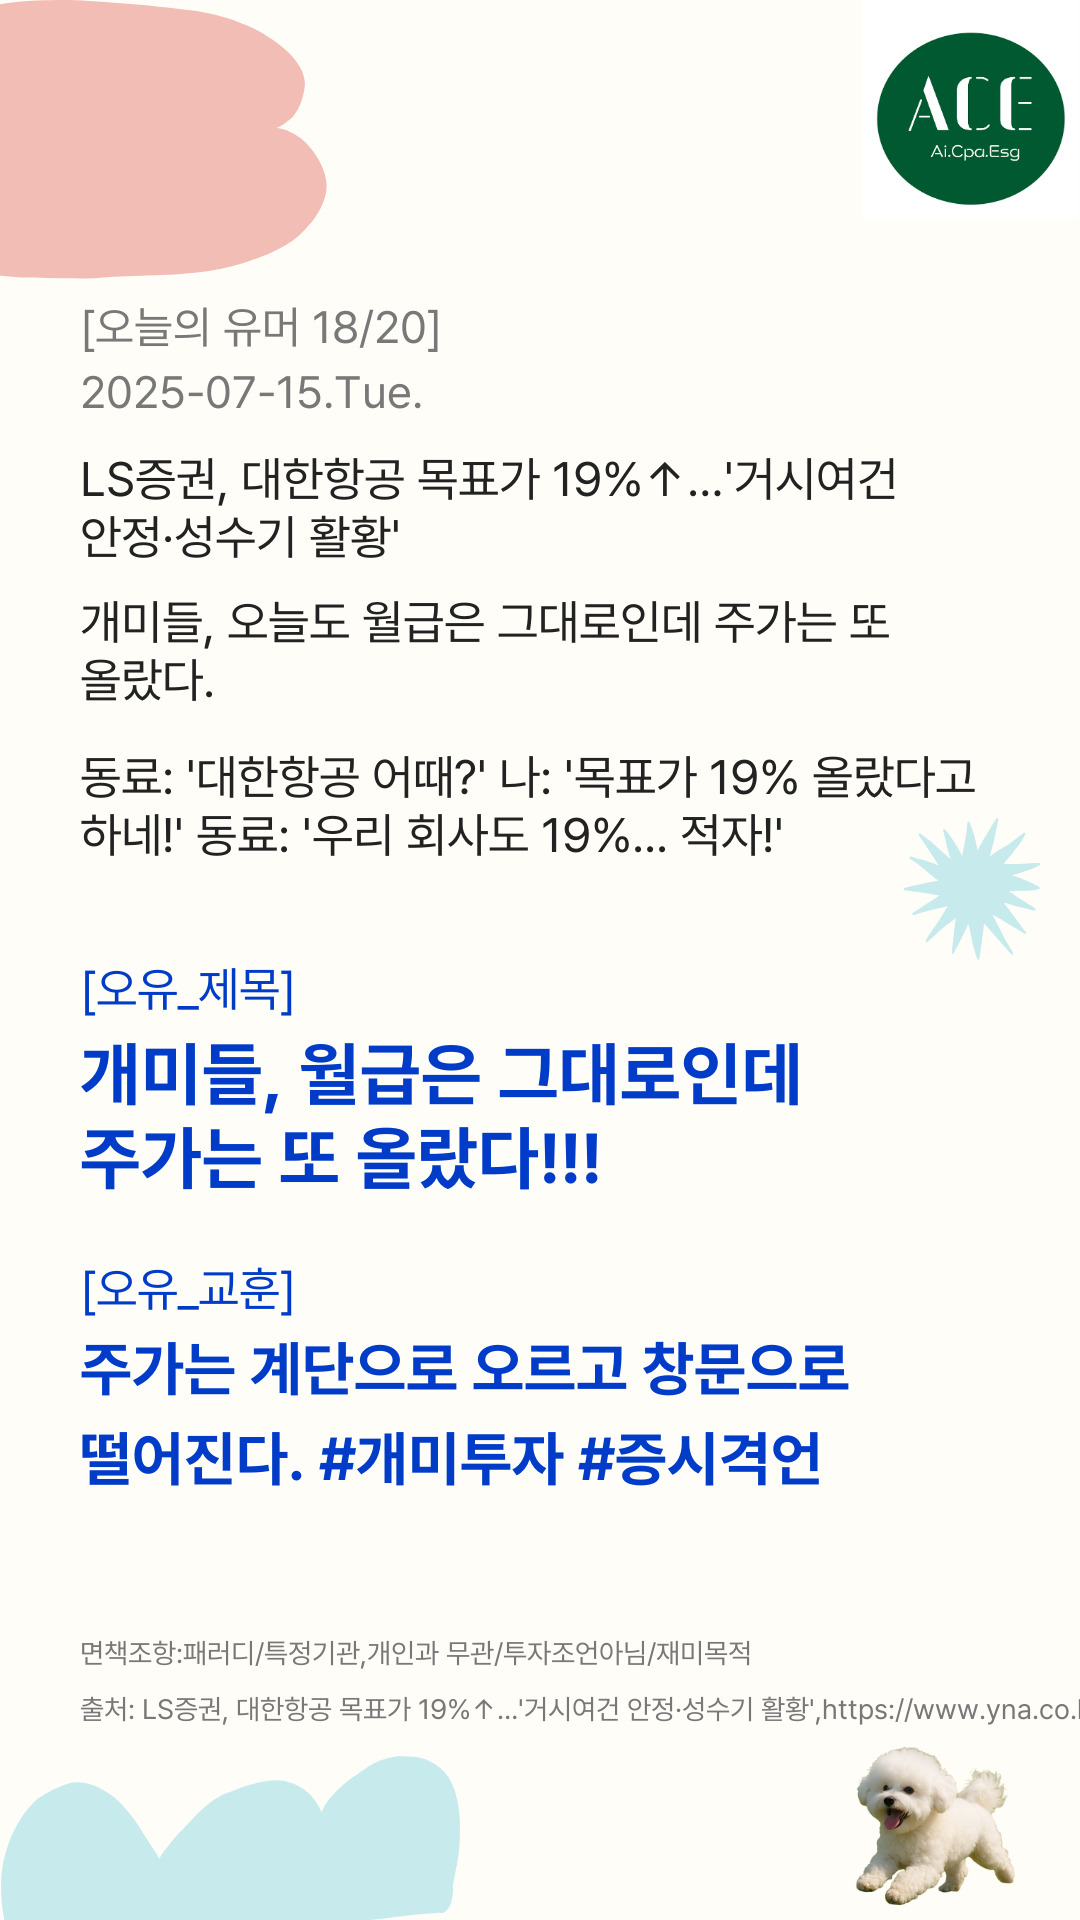 ACE
Ai.Cpa.Esg
[오늘의 유머 18/20]
2025-07-15.Tue.
LS증권, 대한항공 목표가 19%↑...'거시여건
안정·성수기 활황'
개미들, 오늘도 월급은 그대로인데 주가는 또
올랐다.
동료: '대한항공 어때?' 나: '목표가 19% 올랐다고
하네!' 동료: '우리 회사도 19%... 적자!'
[오유_제목]
개미들, 월급은 그대로인데
주가는 또 올랐다!!!
[오유_교훈]
주가는 계단으로 오르고 창문으로
떨어진다. #개미투자 #증시격언
면책조항:패러디/특정기관,개인과 무관/투자조언아님/재미목적
출처: LS증권, 대한항공 목표가 19%↑...'거시여건 안정·성수기 활황',https://www.yna.co.